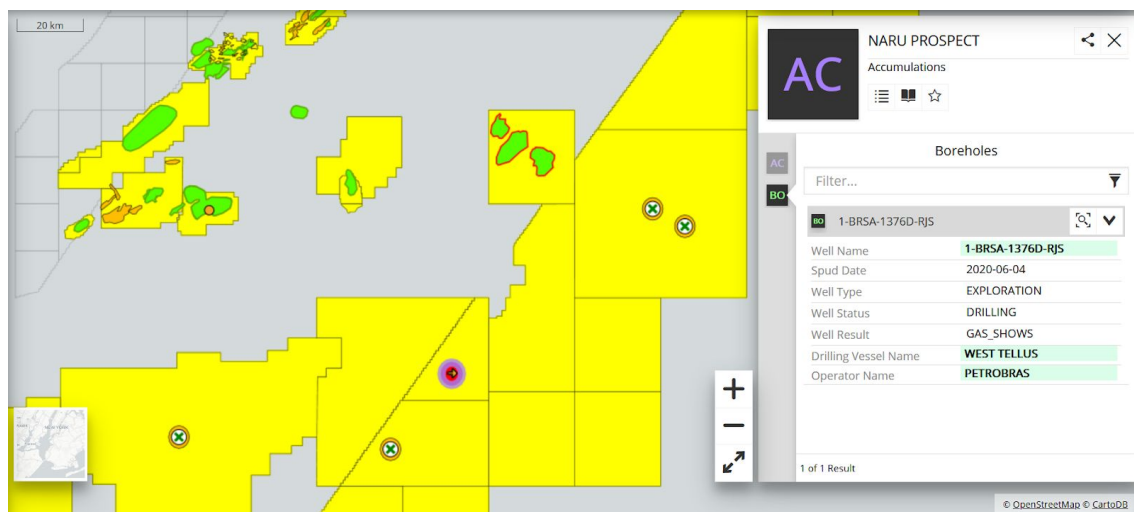 20 km
NARU PROSPECT
Accumulations
AC
AC
BO
Boreholes
Filter...
BO 1-BRSA-1376D-RJS
Well Name 1-BRSA-1376D-RJS
Spud Date 2020-06-04
Well Type EXPLORATION
Well Status DRILLING
Well Result GAS_SHOWS
Drilling Vessel Name WEST TELLUS
Operator Name PETROBRAS
1 of 1 Result
© OpenStreetMap © CartoDB